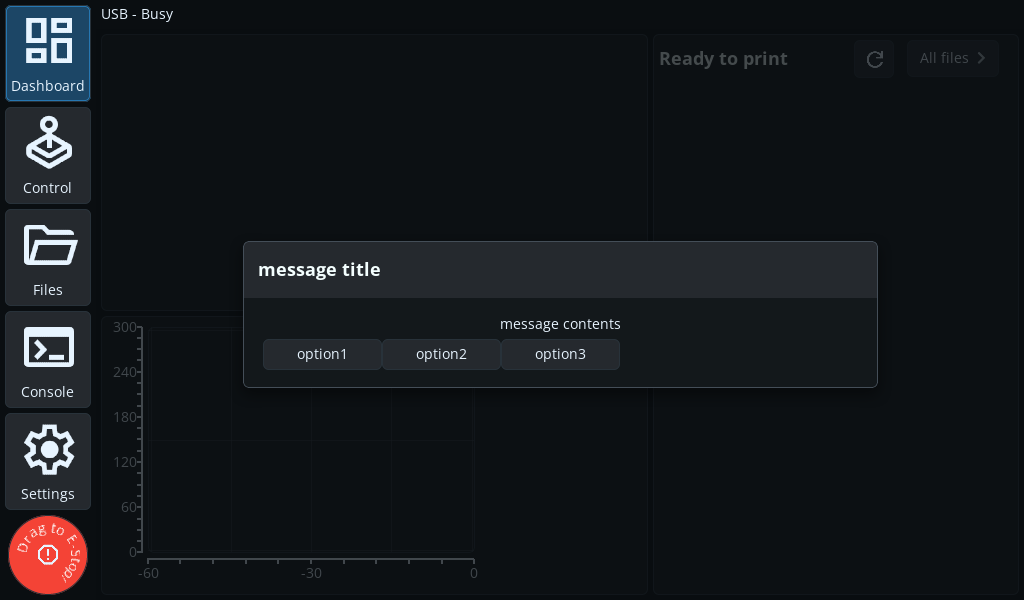 USB - Busy
Dashboard
Control
Files
Console
Settings
Drag to E-Stop!
Ready to print
All files
message title
message contents
option1 option2 option3
300
240
180
120
60
0
-60 -30 0